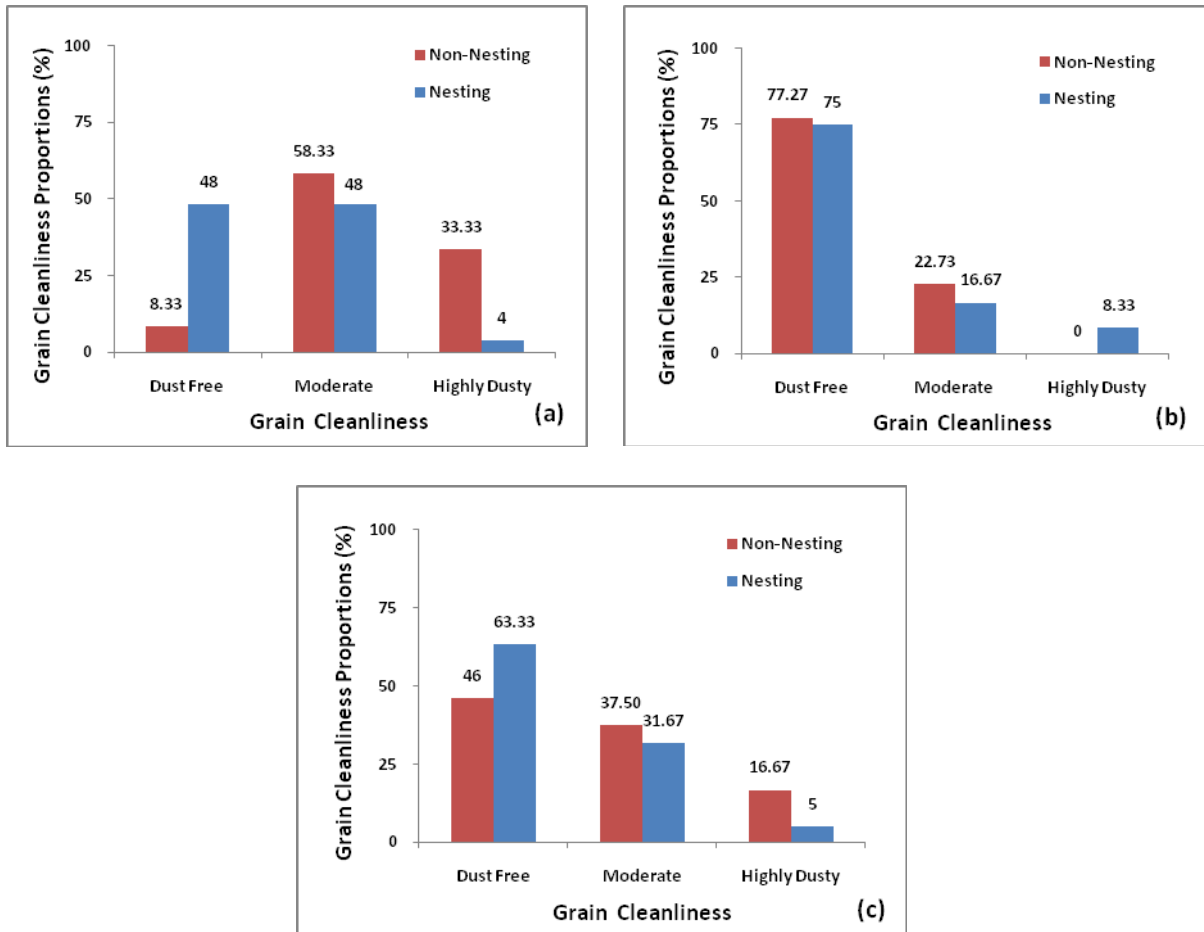 Grain Cleanliness Proportions (%)
100
75
50
25
0
Non-Nesting
Nesting
8.33
48
58.33
48
33.33
4
Dust Free
Moderate
Highly Dusty
Grain Cleanliness
(a)
Grain Cleanliness Proportions (%)
100
75
50
25
0
Non-Nesting
Nesting
77.27
75
22.73
16.67
0
8.33
Dust Free
Moderate
Highly Dusty
Grain Cleanliness
(b)
Grain Cleanliness Proportions (%)
100
75
50
25
0
Non-Nesting
Nesting
46
63.33
37.50
31.67
16.67
5
Dust Free
Moderate
Highly Dusty
Grain Cleanliness
(c)